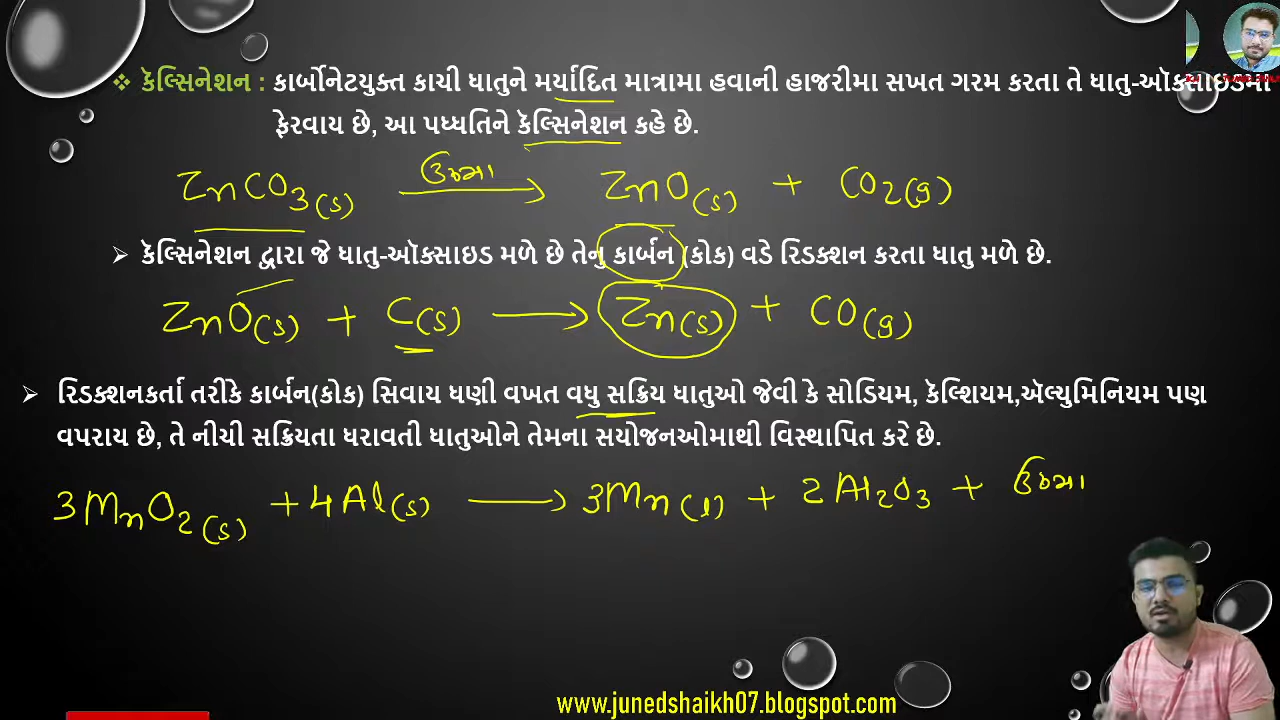 ❖ કૅલ્સિનેશન : કાર્બોનેટયુક્ત કાચી ધાતુને મર્યાદિત માત્રામા હવાની હાજરીમા સખત ગરમ કરતા તે ધાતુ-ઑક્સાઇડમા
ફેરવાય છે, આ પધ્ધતિને કૅલ્સિનેશન કહે છે.
ZnCO₃(s) ⟶ ઉષ્મા ZnO(s) + CO₂(g)
➤ કૅલ્સિનેશન દ્વારા જે ધાતુ-ઑક્સાઇડ મળે છે તેનુ કાર્બન (કોક) વડે રિડક્શન કરતા ધાતુ મળે છે.
ZnO(s) + C(s) ⟶ Zn(s) + CO(g)
➤ રિડક્શનકર્તા તરીકે કાર્બન(કોક) સિવાય ધણી વખત વધુ સક્રિય ધાતુઓ જેવી કે સોડિયમ, કૅલ્શિયમ,ઍલ્યુમિનિયમ પણ
વપરાય છે, તે નીચી સક્રિયતા ધરાવતી ધાતુઓને તેમના સયોજનઓમાથી વિસ્થાપિત કરે છે.
3MnO₂(s) + 4Al(s) ⟶ 3Mn(l) + 2Al₂O₃ + ઉષ્મા
www.junedshaikh07.blogspot.com